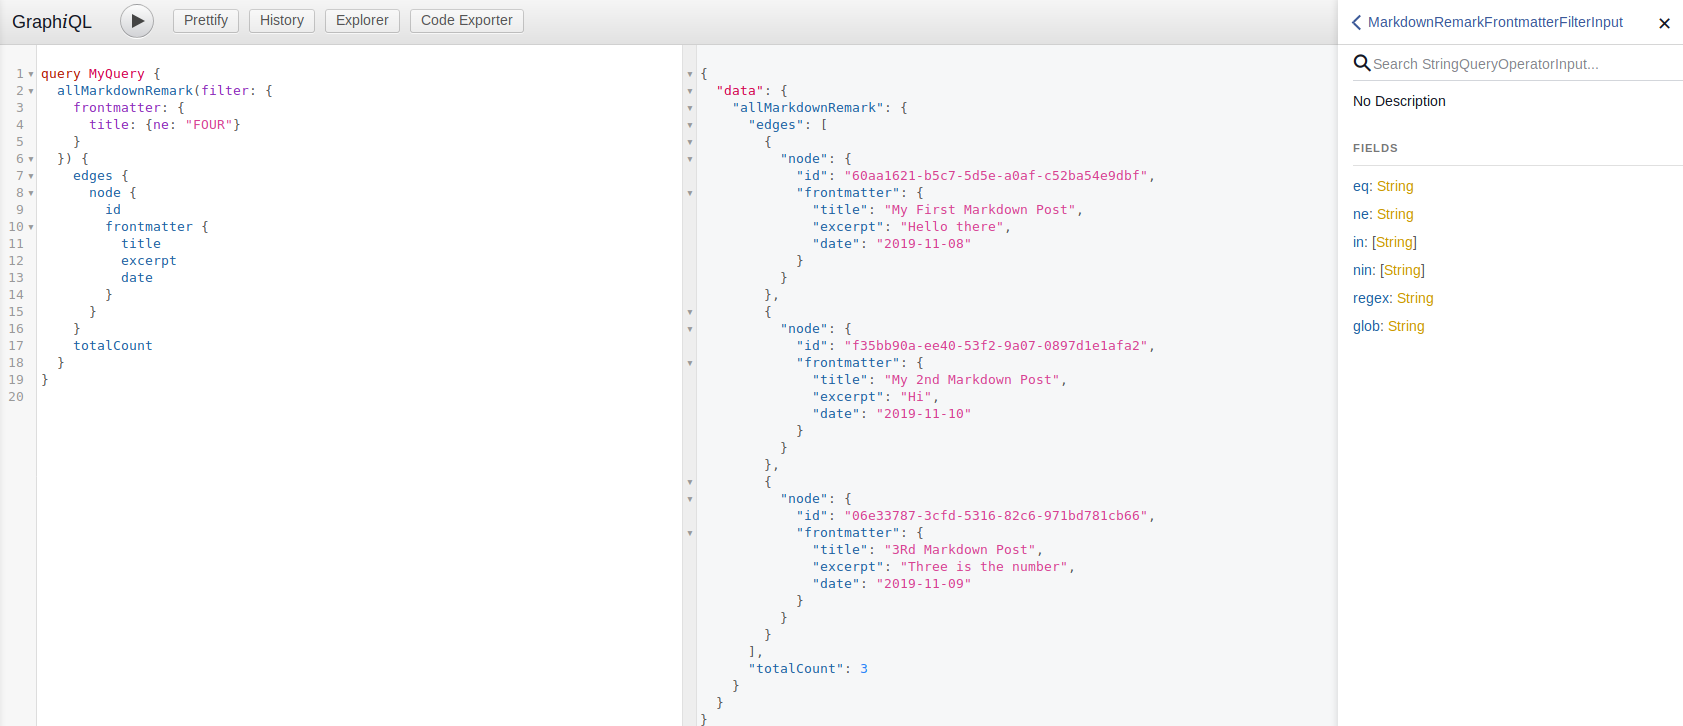 GraphiQL
Prettify
History
Explorer
Code Exporter
1 query MyQuery {
2 allMarkdownRemark(filter: {
3 frontmatter: {
4 title: {ne: "FOUR"}
5 }
6 }) {
7 edges {
8 node {
9 id
10 frontmatter {
11 title
12 excerpt
13 date
14 }
15 }
16 }
17 totalCount
18 }
19 }
20
{
"data": {
"allMarkdownRemark": {
"edges": [
{
"node": {
"id": "60aa1621-b5c7-5d5e-a0af-c52ba54e9dbf",
"frontmatter": {
"title": "My First Markdown Post",
"excerpt": "Hello there",
"date": "2019-11-08"
}
}
},
{
"node": {
"id": "f35bb90a-ee40-53f2-9a07-0897d1e1afa2",
"frontmatter": {
"title": "My 2nd Markdown Post",
"excerpt": "Hi",
"date": "2019-11-10"
}
}
},
{
"node": {
"id": "06e33787-3cfd-5316-82c6-971bd781cb66",
"frontmatter": {
"title": "3Rd Markdown Post",
"excerpt": "Three is the number",
"date": "2019-11-09"
}
}
}
],
"totalCount": 3
}
}
}
MarkdownRemarkFrontmatterFilterInput
Search StringQueryOperatorInput...
No Description
FIELDS
eq: String
ne: String
in: [String]
nin: [String]
regex: String
glob: String